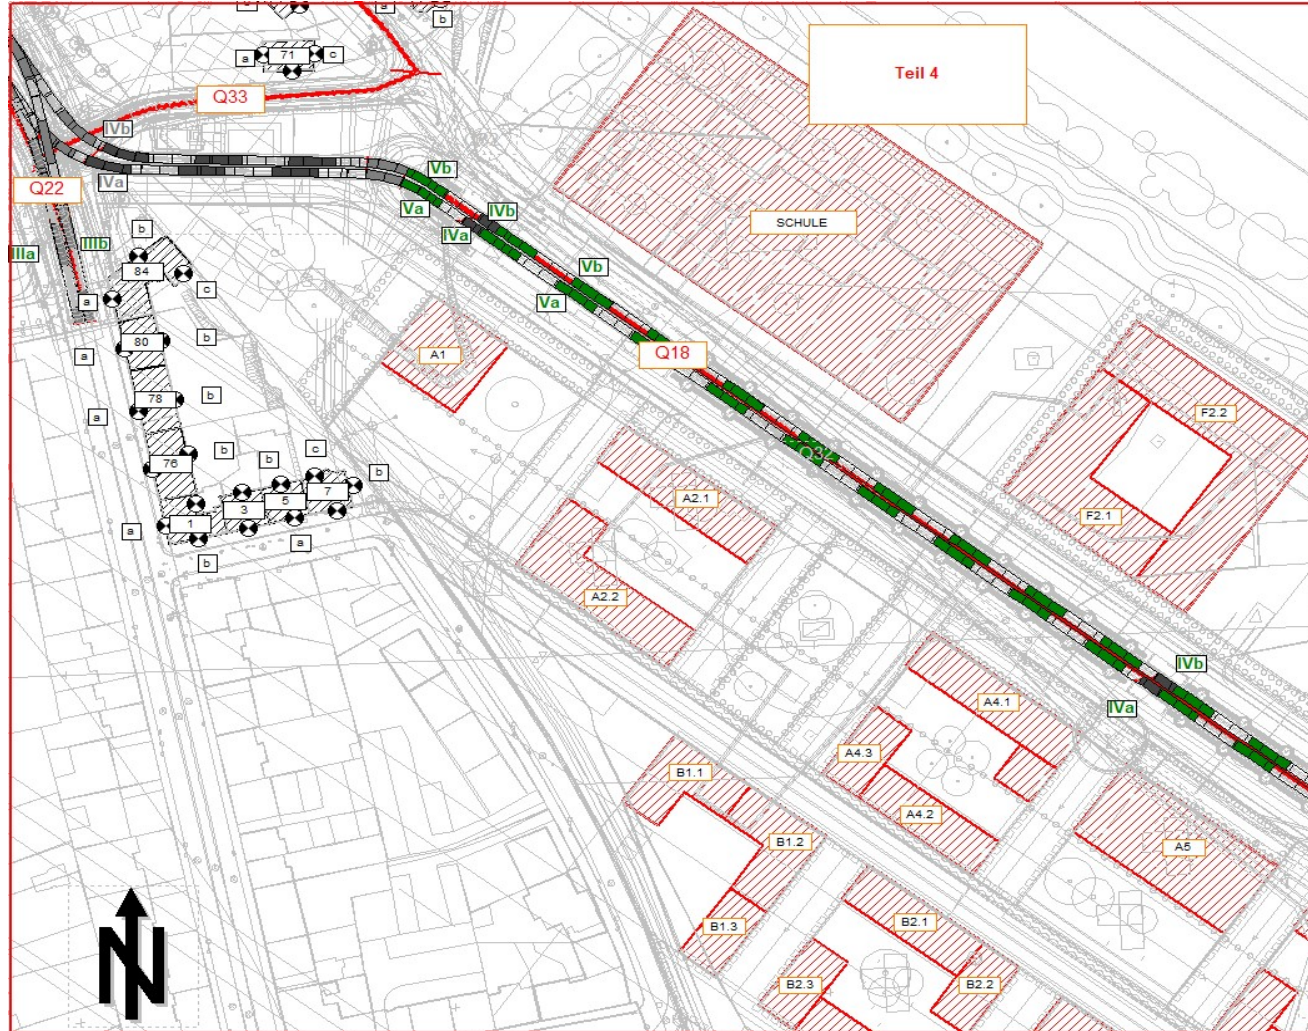 b
a
b
71
a
c
Teil 4
Q33
IVb
Vb
Q22
IVa
Va
IVb
IVa
SCHULE
b
IIIa
IIIb
84
Vb
c
a
Va
80
b
a
A1
Q18
78
b
a
F2.2
b
b
c
76
b
7
A2.1
5
3
1
a
F2.1
a
b
A2.2
IVb
A4.1
IVa
A4.3
B1.1
A4.2
B1.2
A5
B2.1
B1.3
B2.3
B2.2
N